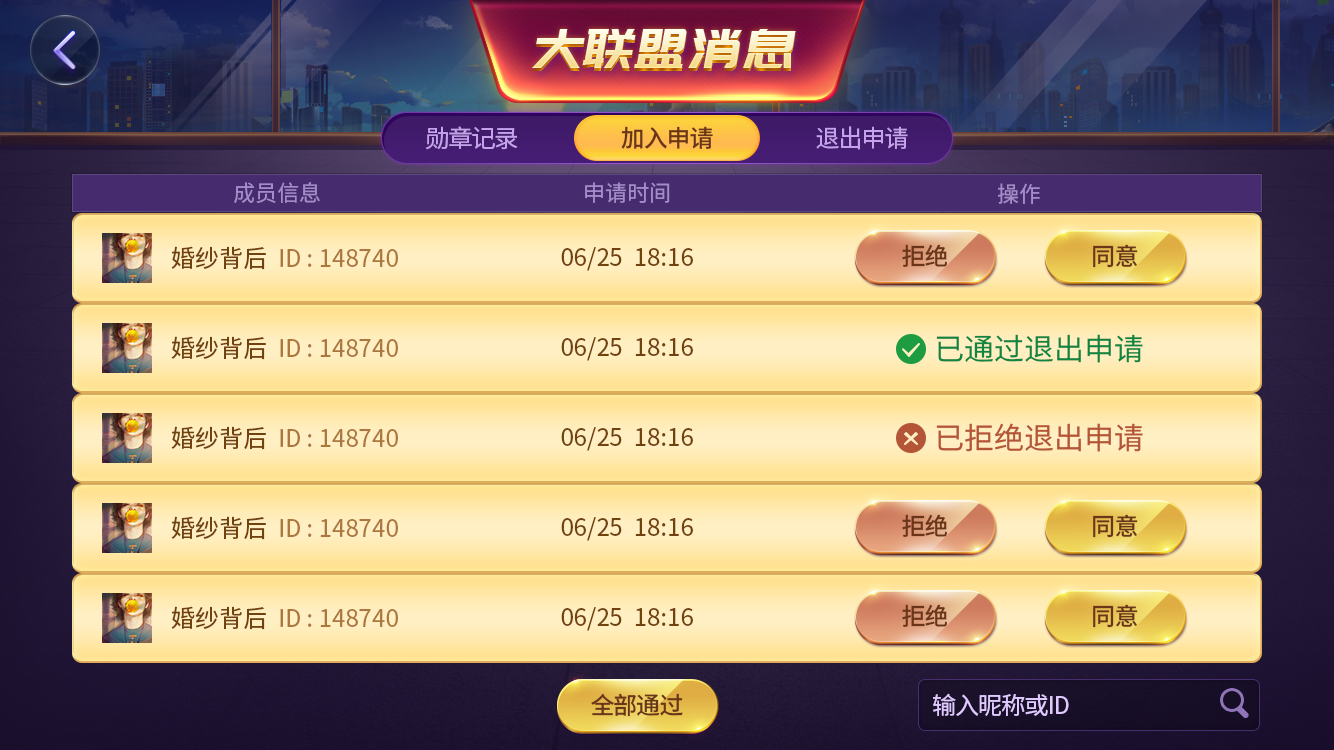 大联盟消息
勋章记录 加入申请 退出申请
成员信息 申请时间 操作
婚纱背后 ID : 148740 06/25 18:16 拒绝 同意
婚纱背后 ID : 148740 06/25 18:16 已通过退出申请
婚纱背后 ID : 148740 06/25 18:16 已拒绝退出申请
婚纱背后 ID : 148740 06/25 18:16 拒绝 同意
婚纱背后 ID : 148740 06/25 18:16 拒绝 同意
全部通过 输入昵称或ID